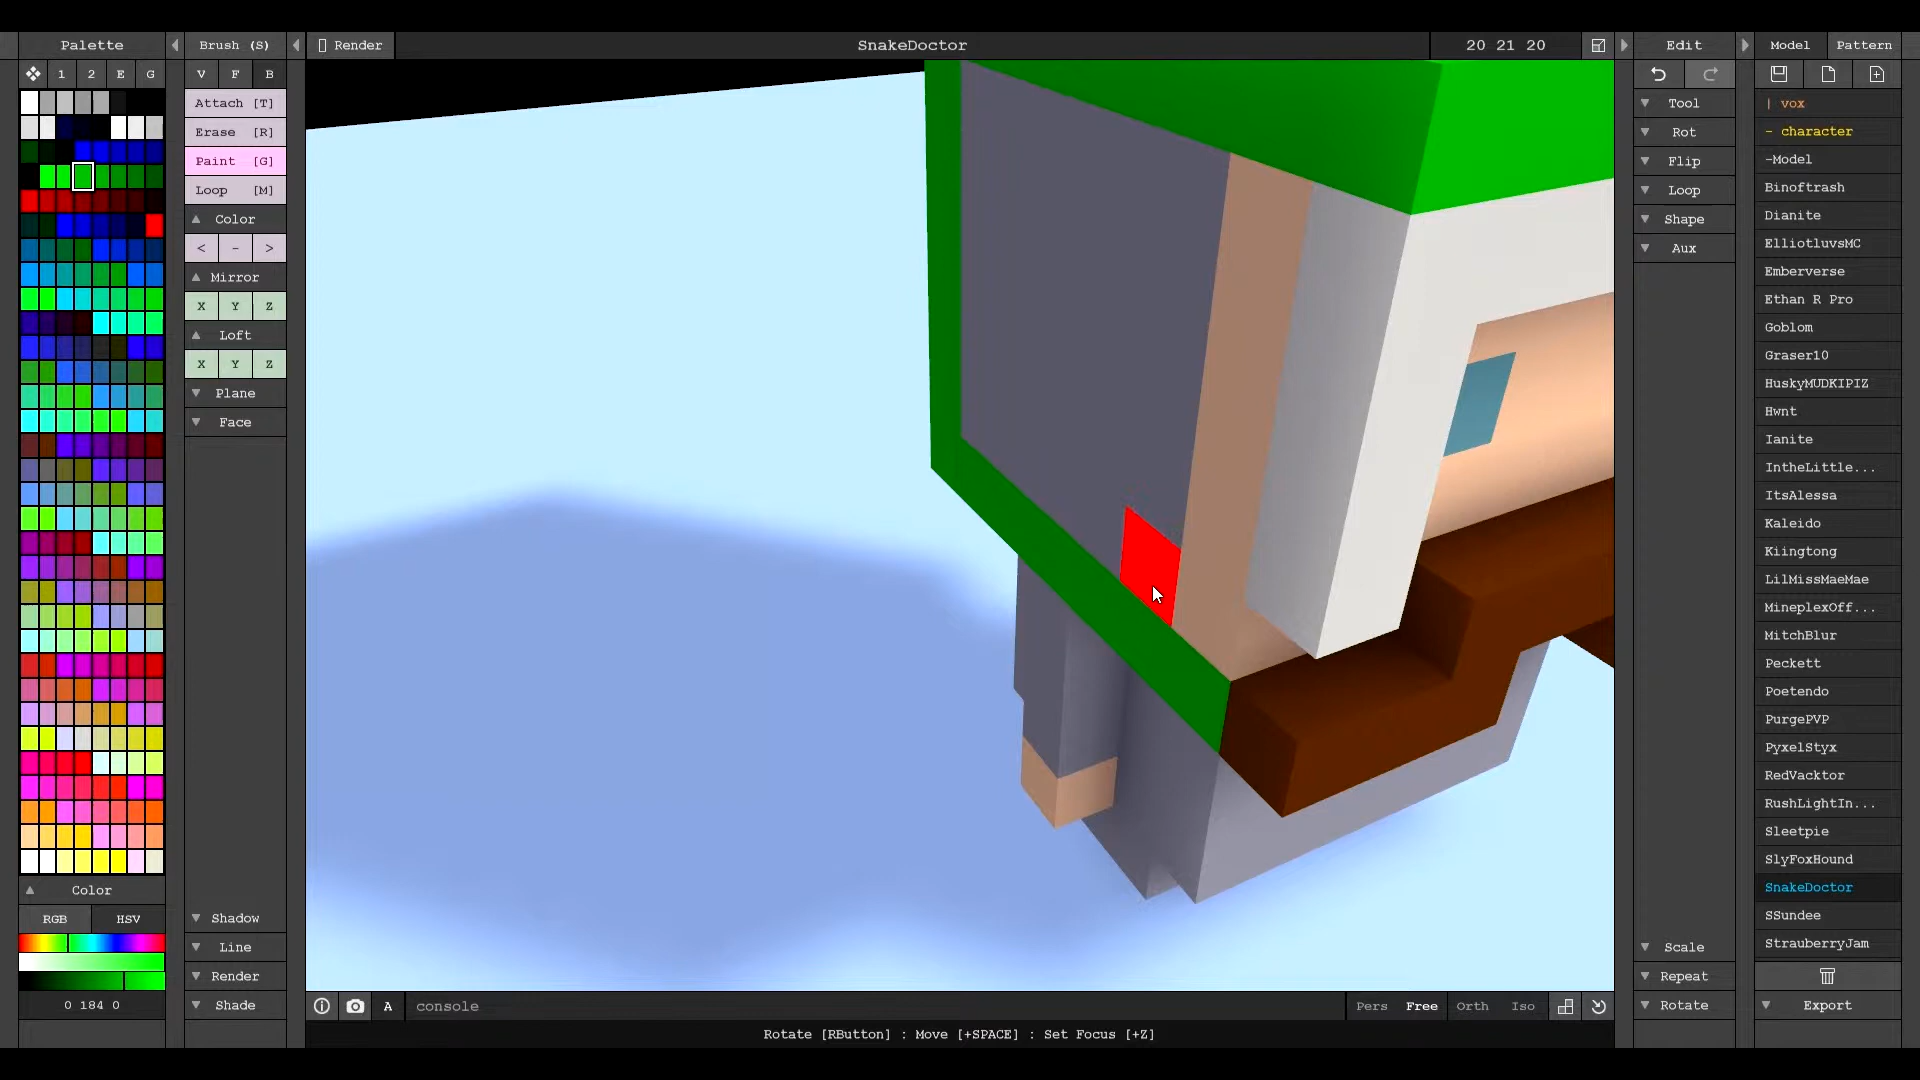 Palette
Brush (S)
Render
SnakeDoctor
20 21 20
Edit
Model
Pattern
1
2
E
G
V
F
B
Attach [T]
Erase [R]
Paint [G]
Loop [M]
Color
< - >
Mirror
X Y Z
Loft
X Y Z
Plane
Face
Tool
Rot
Flip
Loop
Shape
Aux
| vox
- character
-Model
Binoftrash
Dianite
ElliotluvsMC
Emberverse
Ethan R Pro
Goblom
Graser10
HuskyMUDKIPIZ
Hwnt
Ianite
IntheLittle...
ItsAlessa
Kaleido
Kiingtong
LilMissMaeMae
MineplexOff...
MitchBlur
Peckett
Poetendo
PurgePVP
PyxelStyx
RedVacktor
RushLightIn...
Sleetpie
SlyFoxHound
SnakeDoctor
SSundee
StrauberryJam
Color
RGB
HSV
0 184 0
Shadow
Line
Render
Shade
Scale
Repeat
Rotate
Export
A
console
Pers
Free
Orth
Iso
Rotate [RButton] : Move [+SPACE] : Set Focus [+Z]